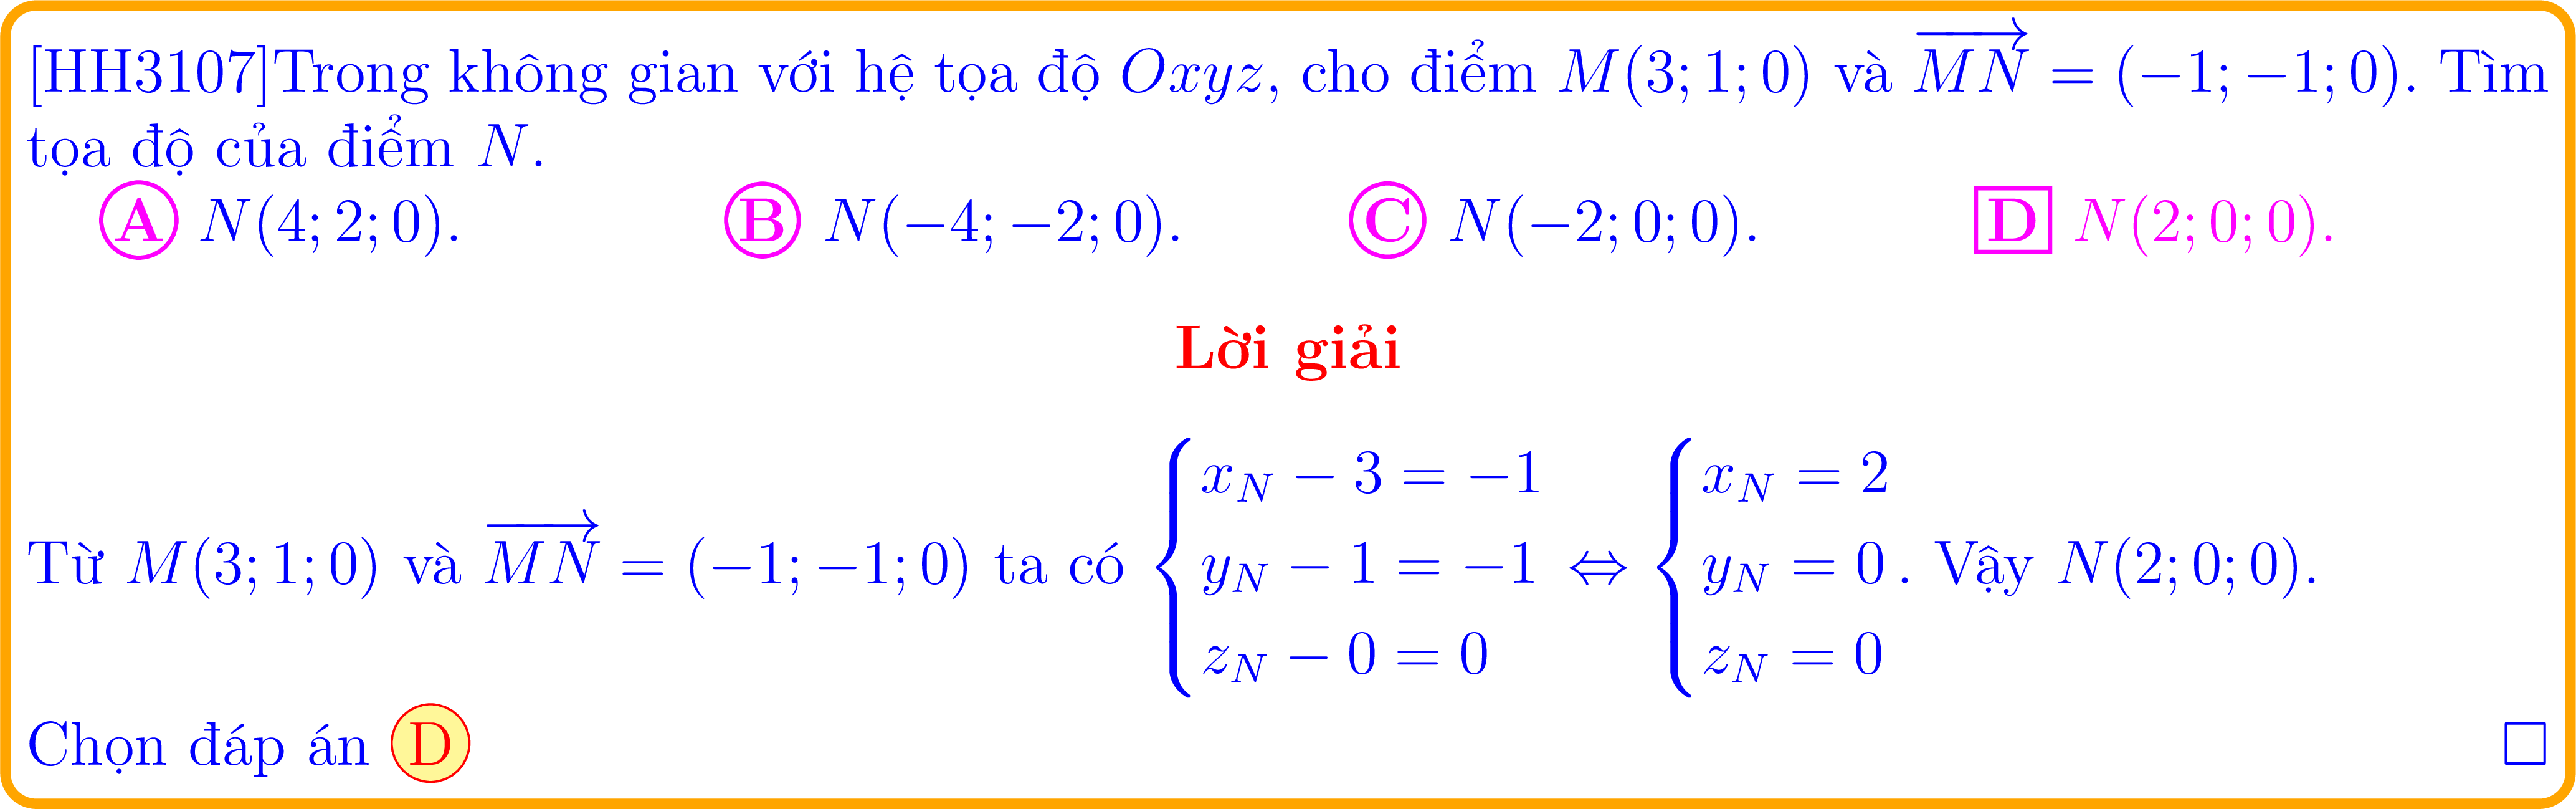 [HH3107]Trong không gian với hệ tọa độ $Oxyz$, cho điểm $M(3;1;0)$ và $\overrightarrow{MN} = (-1;-1;0)$. Tìm
tọa độ của điểm $N$.
A $N(4;2;0)$. B $N(-4;-2;0)$. C $N(-2;0;0)$. D $N(2;0;0)$.
Lời giải
Từ $M(3;1;0)$ và $\overrightarrow{MN} = (-1;-1;0)$ ta có $\begin{cases} x_N - 3 = -1 \\ y_N - 1 = -1 \\ z_N - 0 = 0 \end{cases} \Leftrightarrow \begin{cases} x_N = 2 \\ y_N = 0 \\ z_N = 0 \end{cases}$. Vậy $N(2;0;0)$.
Chọn đáp án D □